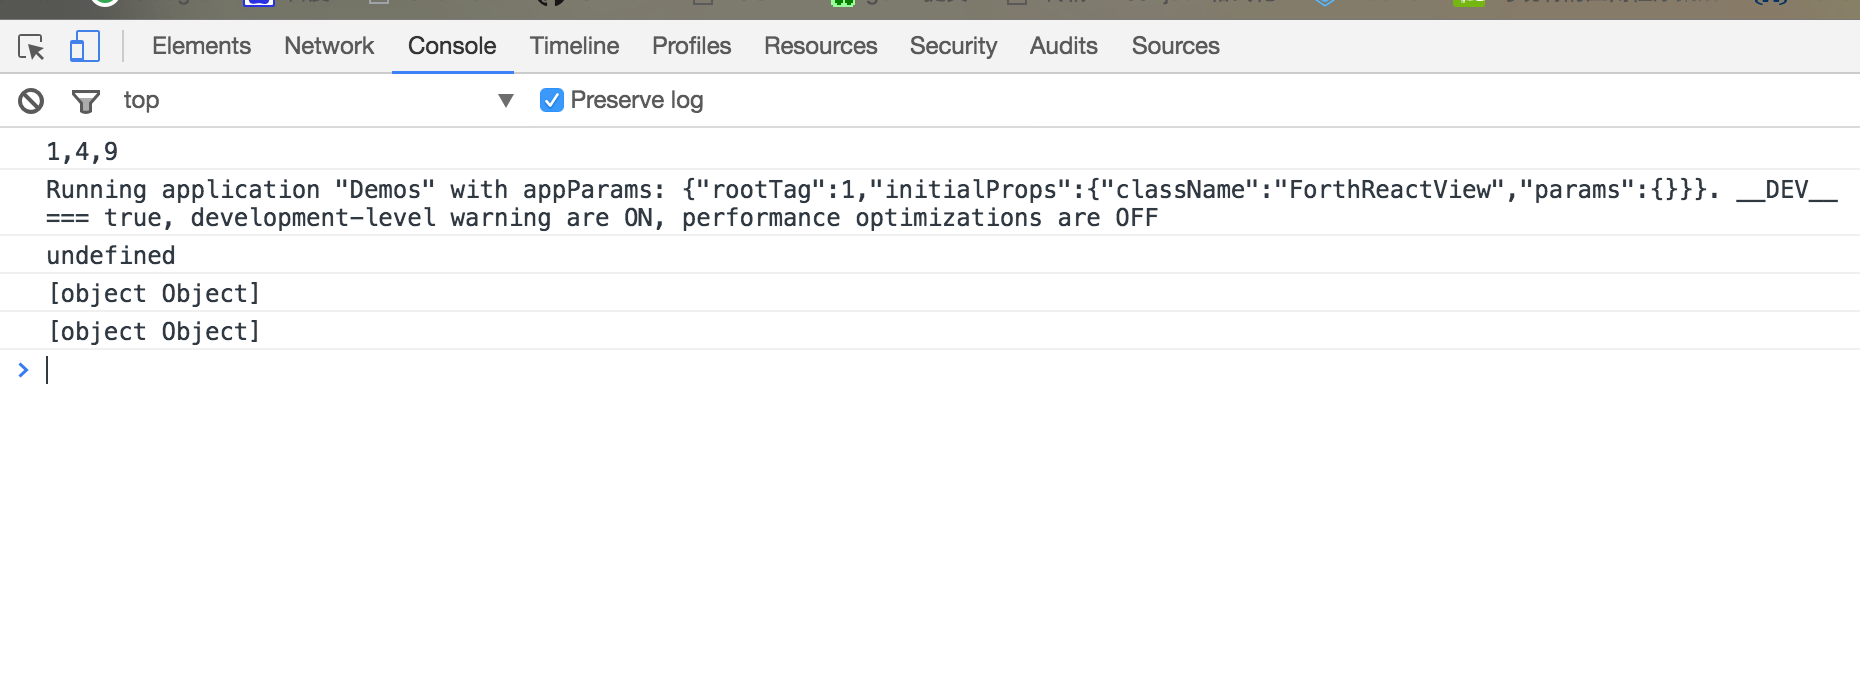 Elements Network Console Timeline Profiles Resources Security Audits Sources
top Preserve log
1,4,9
Running application "Demos" with appParams: {"rootTag":1,"initialProps":{"className":"ForthReactView","params":{}}}. __DEV__
=== true, development-level warning are ON, performance optimizations are OFF
undefined
[object Object]
[object Object]